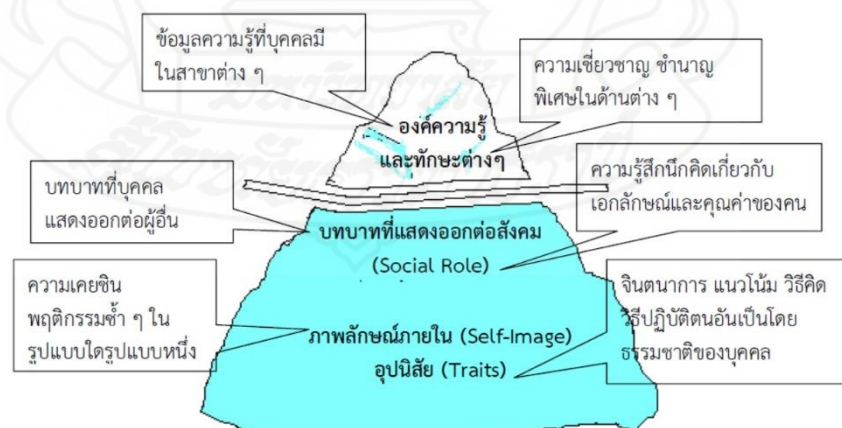 ข้อมูลความรู้ที่บุคคลมี
ในสาขาต่าง ๆ
ความเชี่ยวชาญ ชำนาญ
พิเศษในด้านต่าง ๆ
องค์ความรู้
และทักษะต่างๆ
บทบาทที่บุคคล
แสดงออกต่อผู้อื่น
ความรู้สึกนึกคิดเกี่ยวกับ
เอกลักษณ์และคุณค่าของคน
บทบาทที่แสดงออกต่อสังคม
(Social Role)
ความเคยชิน
พฤติกรรมซ้ำ ๆ ใน
รูปแบบใดรูปแบบหนึ่ง
จินตนาการ แนวโน้ม วิธีคิด
วิธีปฏิบัติตนอันเป็นโดย
ธรรมชาติของบุคคล
ภาพลักษณ์ภายใน (Self-Image)
อุปนิสัย (Traits)